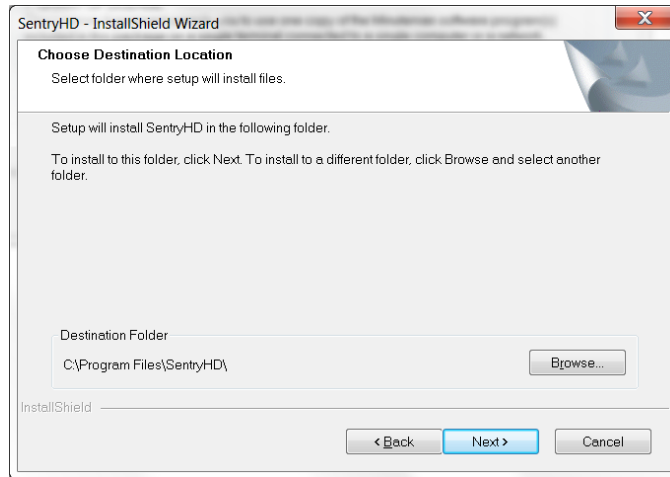 SentryHD - InstallShield Wizard
Choose Destination Location
Select folder where setup will install files.
Setup will install SentryHD in the following folder.
To install to this folder, click Next. To install to a different folder, click Browse and select another
folder.
Destination Folder
C:\Program Files\SentryHD\
Browse...
InstallShield
< Back
Next >
Cancel